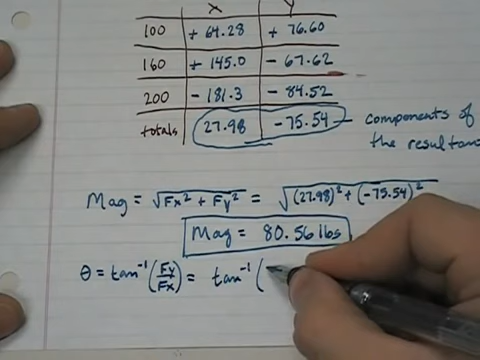 x y
100 + 64.28 + 76.60
160 + 145.0 - 67.62
200 - 181.3 - 84.52
totals 27.98 -75.54 components of
the resultan
Mag = √Fx² + Fy² = √(27.98)² + (-75.54)²
Mag = 80.56 lbs
θ = tan⁻¹ (Fy/Fx) = tan⁻¹ (